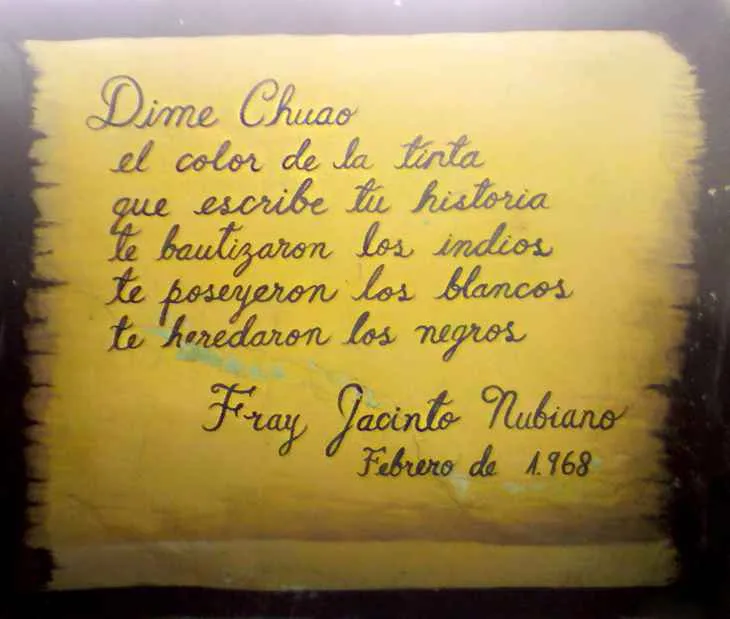 Dime Chuao
el color de la tinta
que escribe tu historia
te bautizaron los indios
te poseyeron los blancos
te heredaron los negros
Fray Jacinto Nubiano
Febrero de 1.968